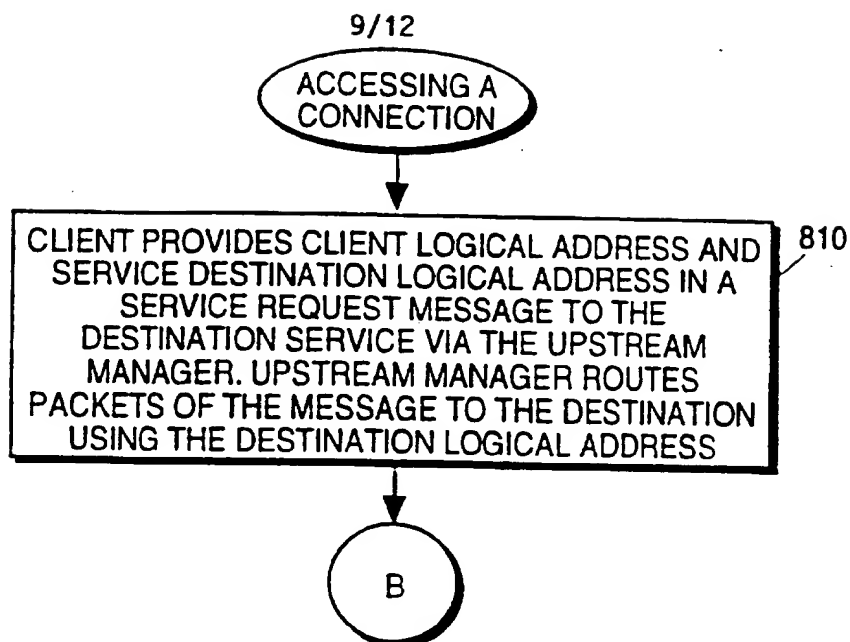 9/12
ACCESSING A
CONNECTION
CLIENT PROVIDES CLIENT LOGICAL ADDRESS AND
SERVICE DESTINATION LOGICAL ADDRESS IN A
SERVICE REQUEST MESSAGE TO THE
DESTINATION SERVICE VIA THE UPSTREAM
MANAGER. UPSTREAM MANAGER ROUTES
PACKETS OF THE MESSAGE TO THE DESTINATION
USING THE DESTINATION LOGICAL ADDRESS
810
B